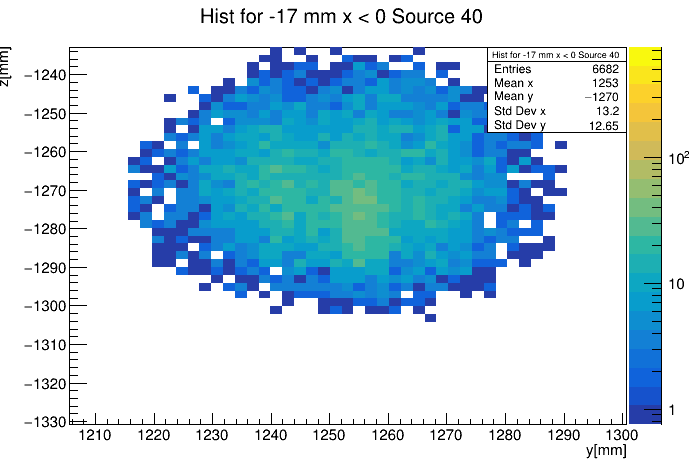 Hist for -17 mm x < 0 Source 40
z[mm]
Hist for -17 mm x < 0 Source 40
Entries 6682
Mean x 1253
Mean y −1270
Std Dev x 13.2
Std Dev y 12.65
−1240
−1250
−1260
−1270
−1280
−1290
−1300
−1310
−1320
−1330
10²
10
1
1210 1220 1230 1240 1250 1260 1270 1280 1290 1300
y[mm]